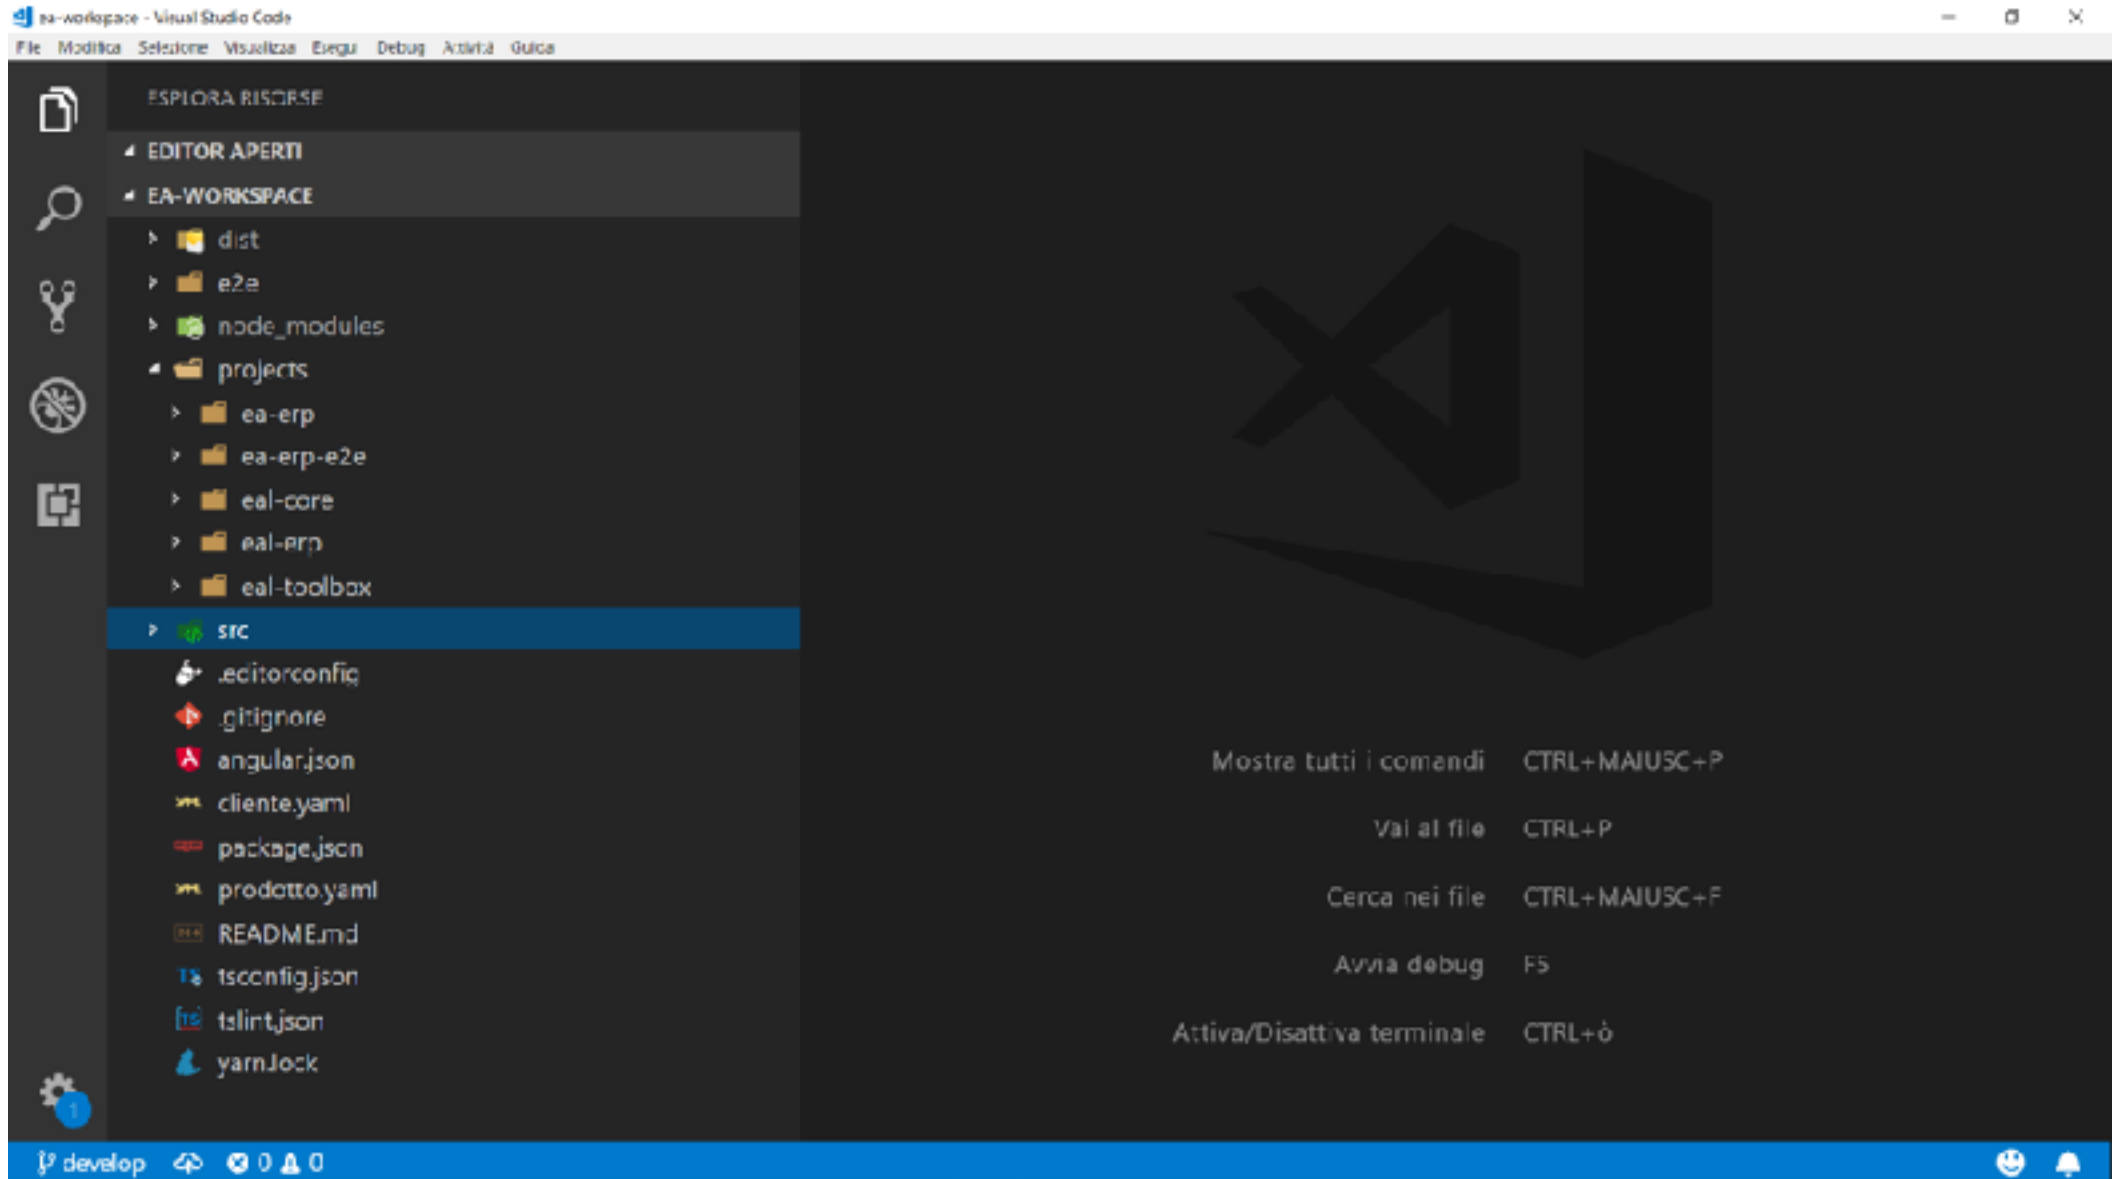 ea-workspace - Visual Studio Code
File Modifica Selezione Visualizza Esegui Debug Attività Guida
ESPLORA RISORSE
EDITOR APERTI
EA-WORKSPACE
dist
e2e
node_modules
projects
ea-erp
ea-erp-e2e
eal-core
eal-erp
eal-toolbox
src
.editorconfig
.gitignore
angular.json
cliente.yaml
package.json
prodotto.yaml
README.md
tsconfig.json
tslint.json
yarn.lock
Mostra tutti i comandi CTRL+MAIUSC+P
Vai al file CTRL+P
Cerca nei file CTRL+MAIUSC+F
Avvia debug F5
Attiva/Disattiva terminale CTRL+ò
1
develop 0 0